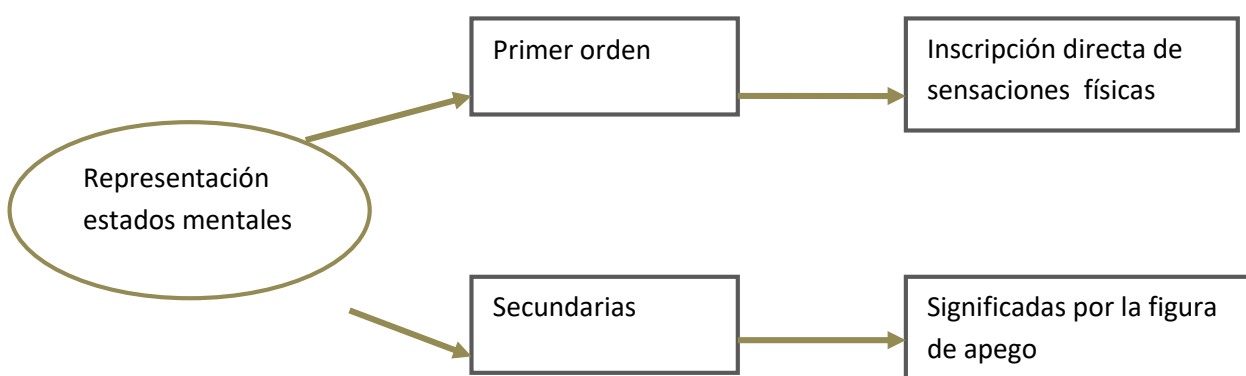 Primer orden
Inscripción directa de
sensaciones físicas
Representación
estados mentales
Secundarias
Significadas por la figura
de apego